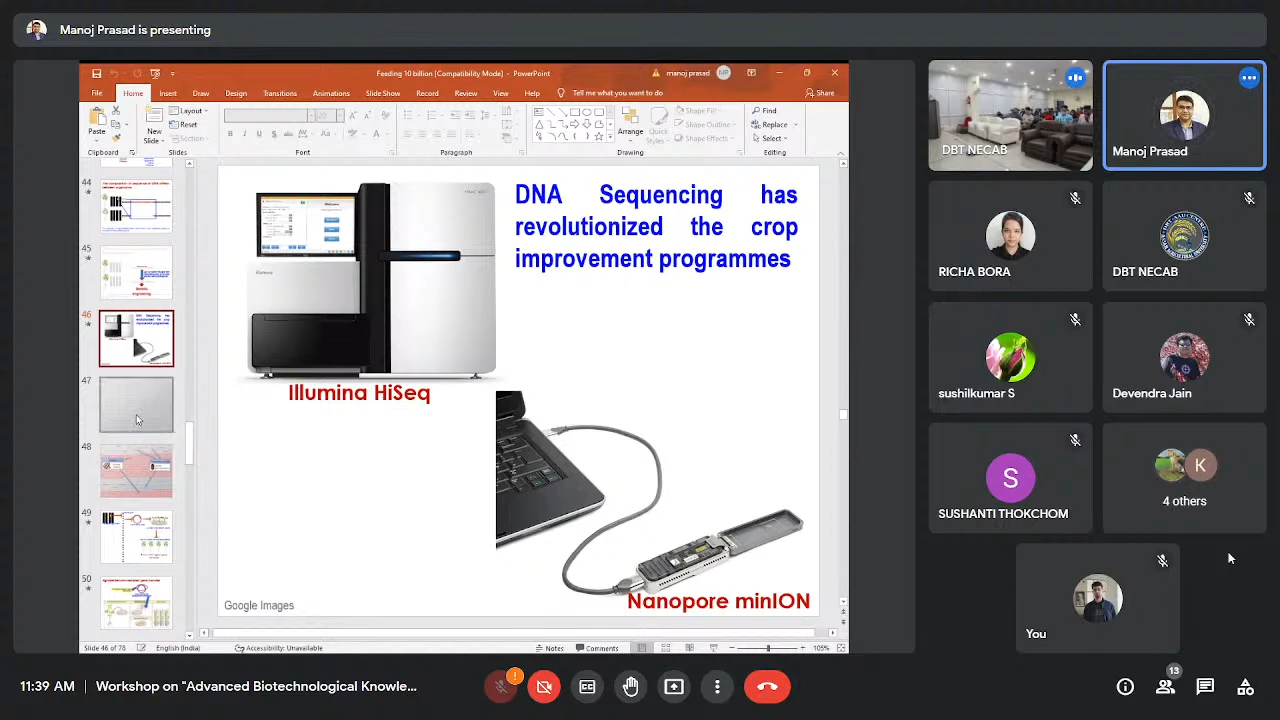 Manoj Prasad is presenting
Feeding 10 billion (Compatibility Mode) - PowerPoint
manoj prasad
MP
File Home Insert Draw Design Transitions Animations Slide Show Record Review View Help Tell me what you want to do Share
Paste
New
Slide
Layout
Reset
Section
Arrange
Quick
Styles
Shape Fill
Shape Outline
Shape Effects
Find
Replace
Select
Clipboard Slides Font Paragraph Drawing Editing
44
45
46
47
48
49
50
DNA Sequencing has
revolutionized the crop
improvement programmes
Illumina HiSeq
Nanopore minION
Google Images
Slide 46 of 78 English (India) Accessibility: Unavailable Notes Comments 105%
DBT NECAB
Manoj Prasad
RICHA BORA
DBT NECAB
sushilkumar S
Devendra Jain
S
SUSHANTI THOKCHOM
K
4 others
You
11:39 AM | Workshop on "Advanced Biotechnological Knowle...
13